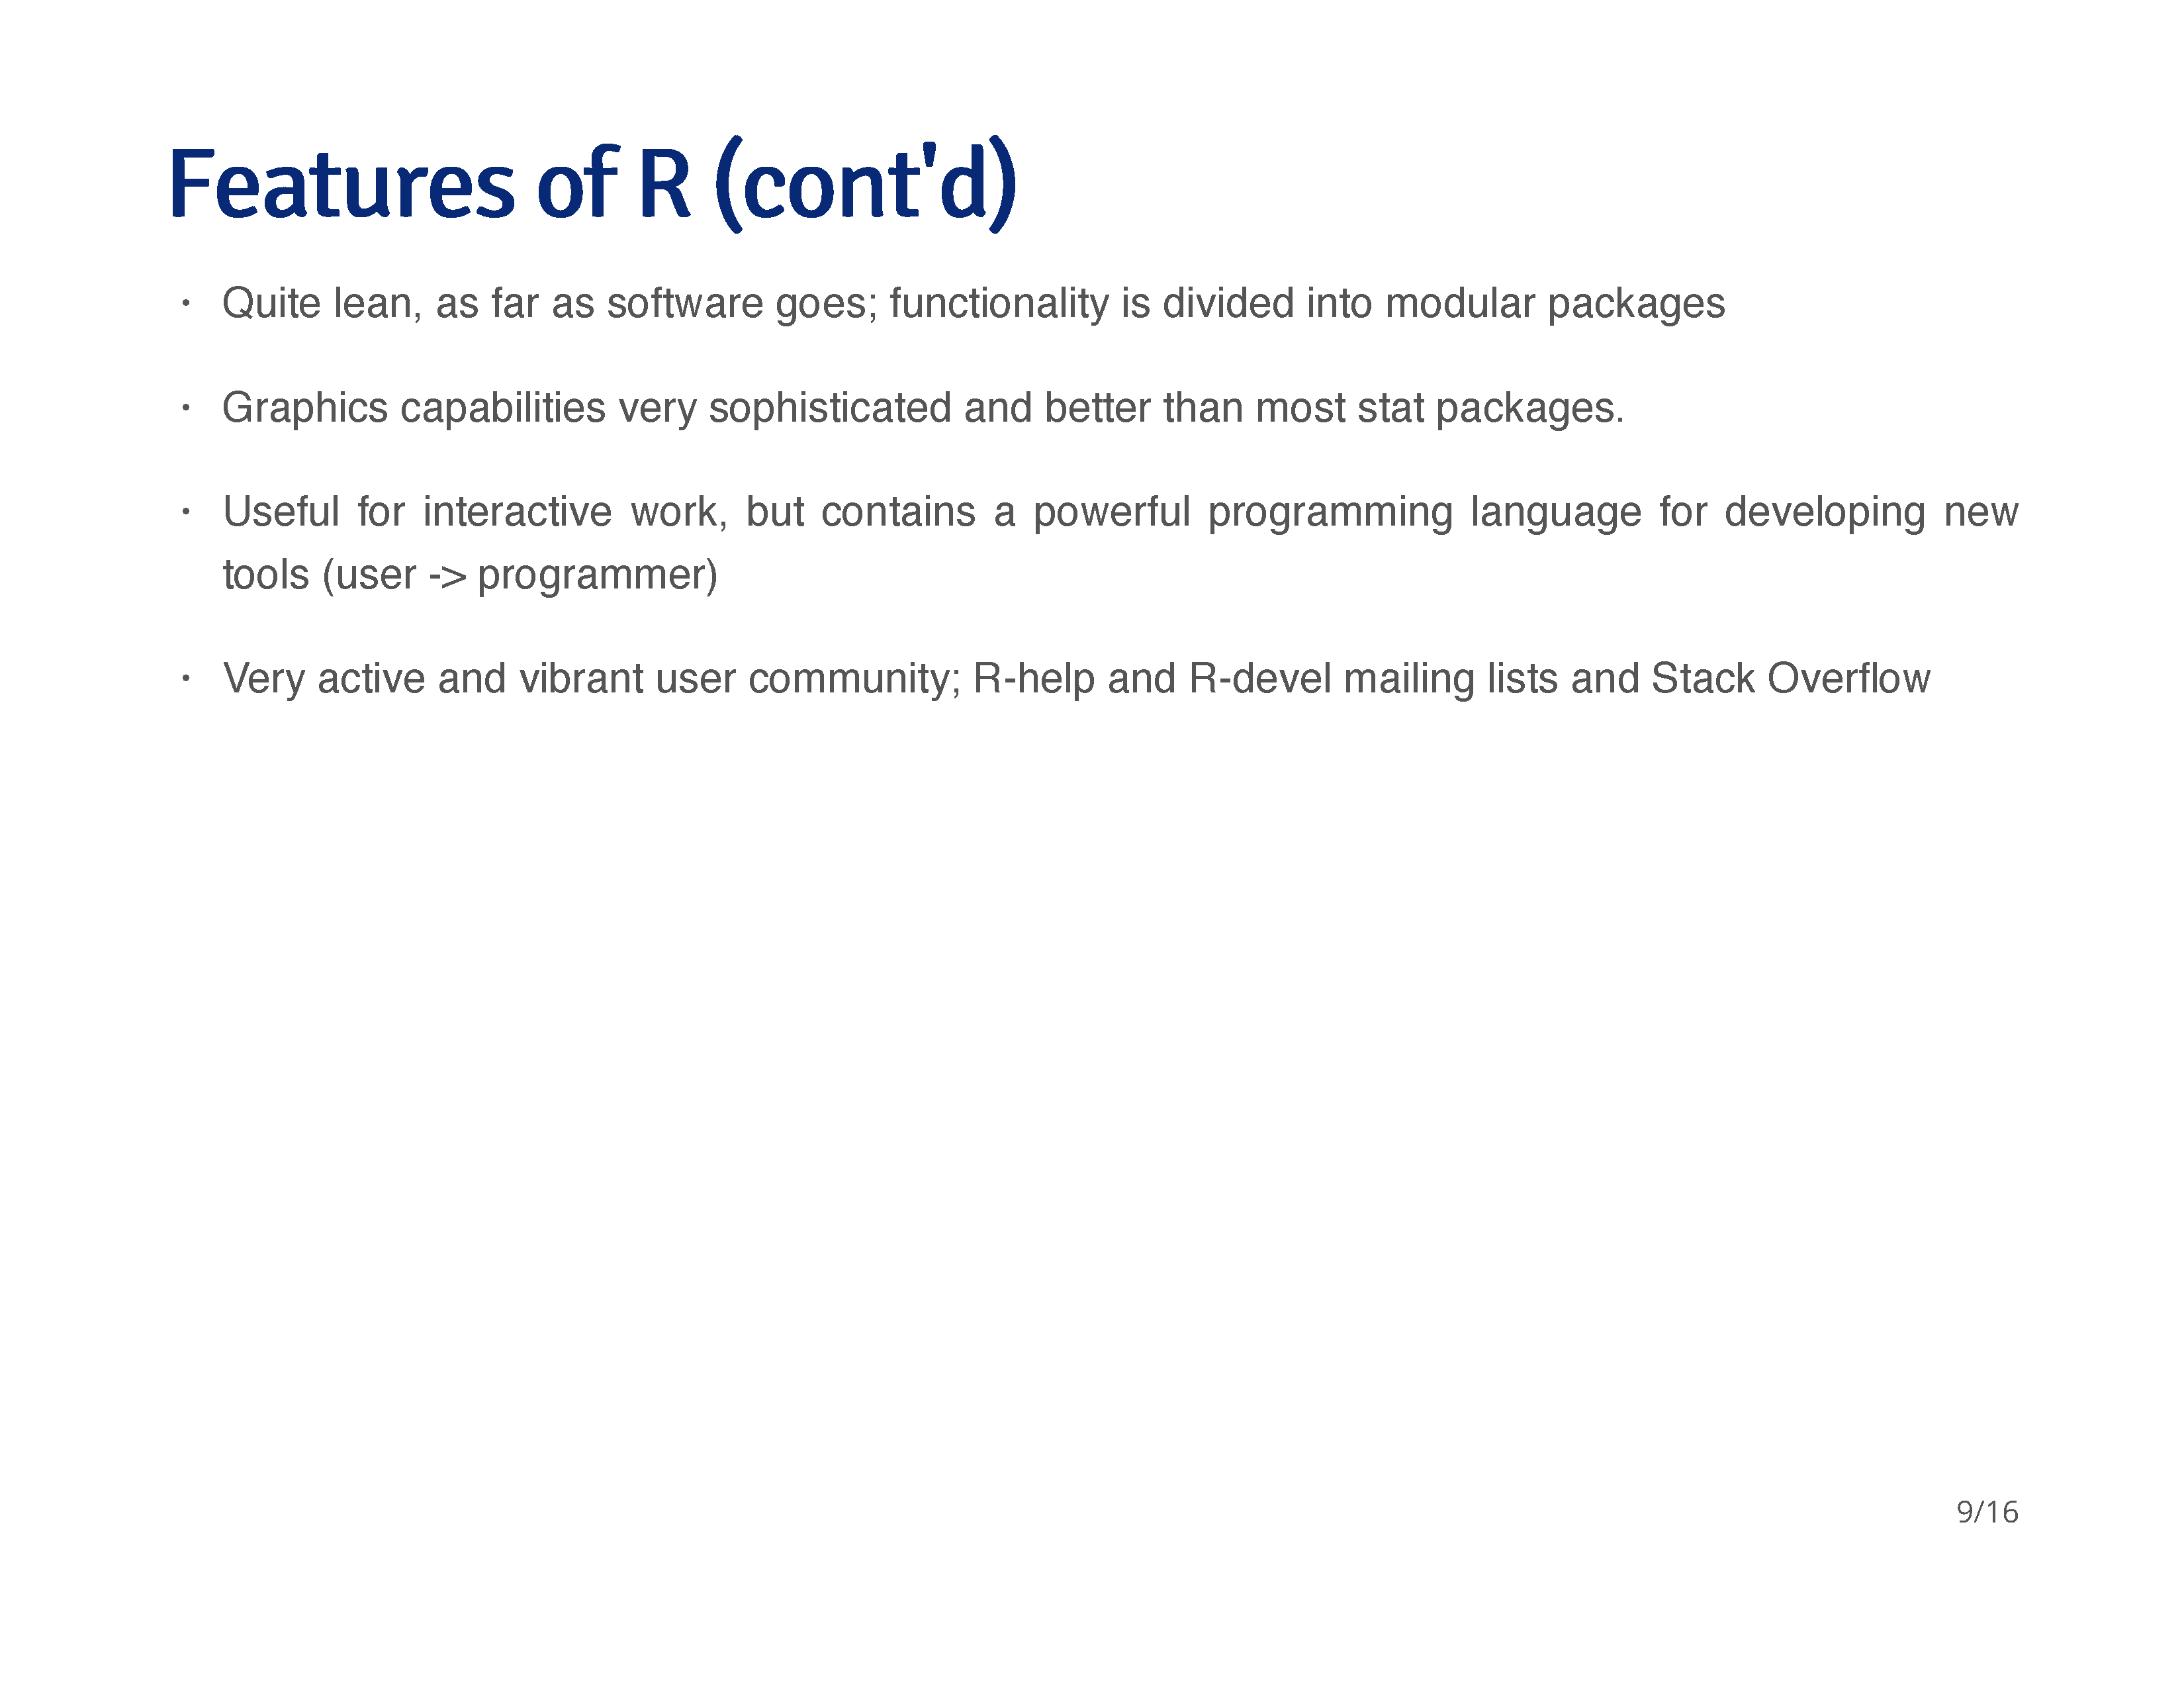 Features of R (cont'd)
· Quite lean, as far as software goes; functionality is divided into modular packages
· Graphics capabilities very sophisticated and better than most stat packages.
· Useful for interactive work, but contains a powerful programming language for developing new
tools (user -> programmer)
· Very active and vibrant user community; R-help and R-devel mailing lists and Stack Overflow
9/16